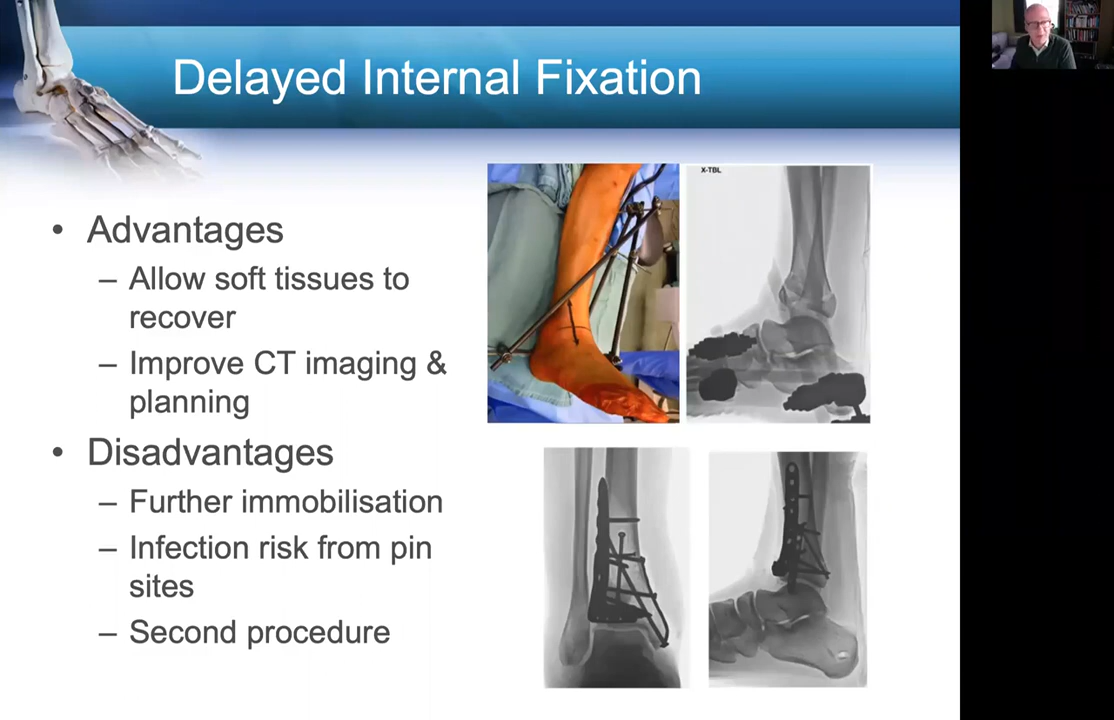 Delayed Internal Fixation
• Advantages
– Allow soft tissues to
recover
– Improve CT imaging &
planning
• Disadvantages
– Further immobilisation
– Infection risk from pin
sites
– Second procedure
X-TBL